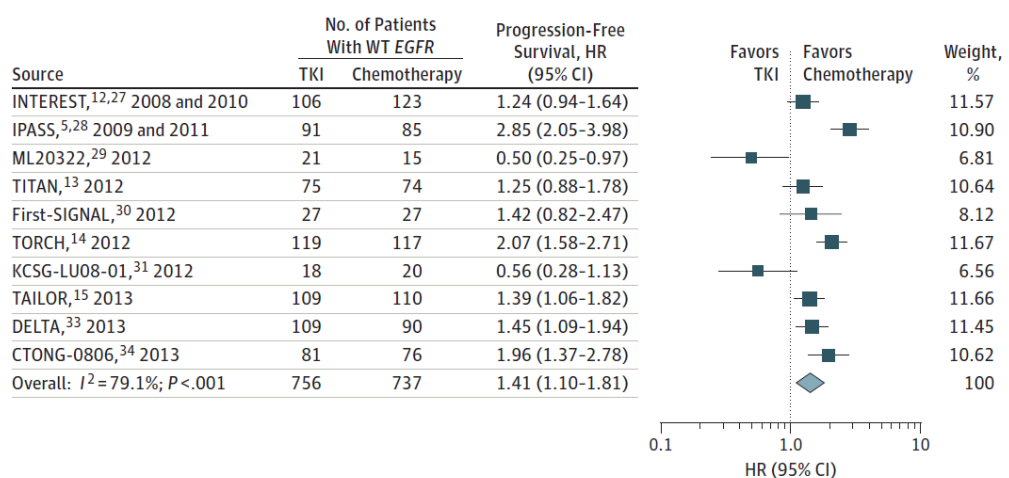 No. of Patients With WT EGFR
Progression-Free Survival, HR (95% CI)
Favors TKI
Favors Chemotherapy
Weight, %
Source TKI Chemotherapy
INTEREST,12,27 2008 and 2010 106 123 1.24 (0.94-1.64) 11.57
IPASS,5,28 2009 and 2011 91 85 2.85 (2.05-3.98) 10.90
ML20322,29 2012 21 15 0.50 (0.25-0.97) 6.81
TITAN,13 2012 75 74 1.25 (0.88-1.78) 10.64
First-SIGNAL,30 2012 27 27 1.42 (0.82-2.47) 8.12
TORCH,14 2012 119 117 2.07 (1.58-2.71) 11.67
KCSG-LU08-01,31 2012 18 20 0.56 (0.28-1.13) 6.56
TAILOR,15 2013 109 110 1.39 (1.06-1.82) 11.66
DELTA,33 2013 109 90 1.45 (1.09-1.94) 11.45
CTONG-0806,34 2013 81 76 1.96 (1.37-2.78) 10.62
Overall: I2=79.1%; P<.001 756 737 1.41 (1.10-1.81) 100
0.1 1.0 10
HR (95% CI)